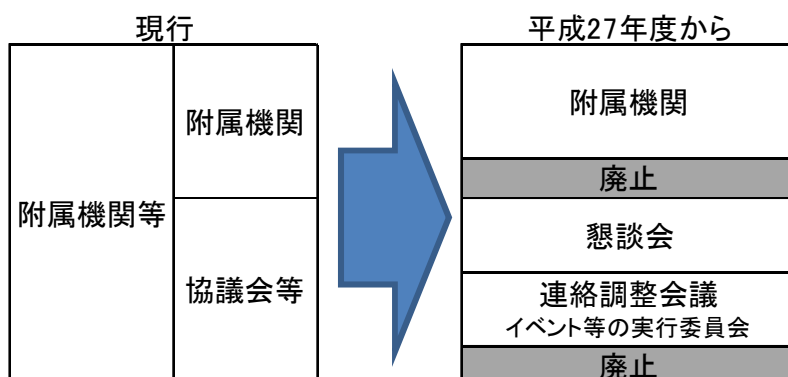 現行
附属機関等
附属機関
協議会等
平成27年度から
附属機関
廃止
懇談会
連絡調整会議
イベント等の実行委員会
廃止